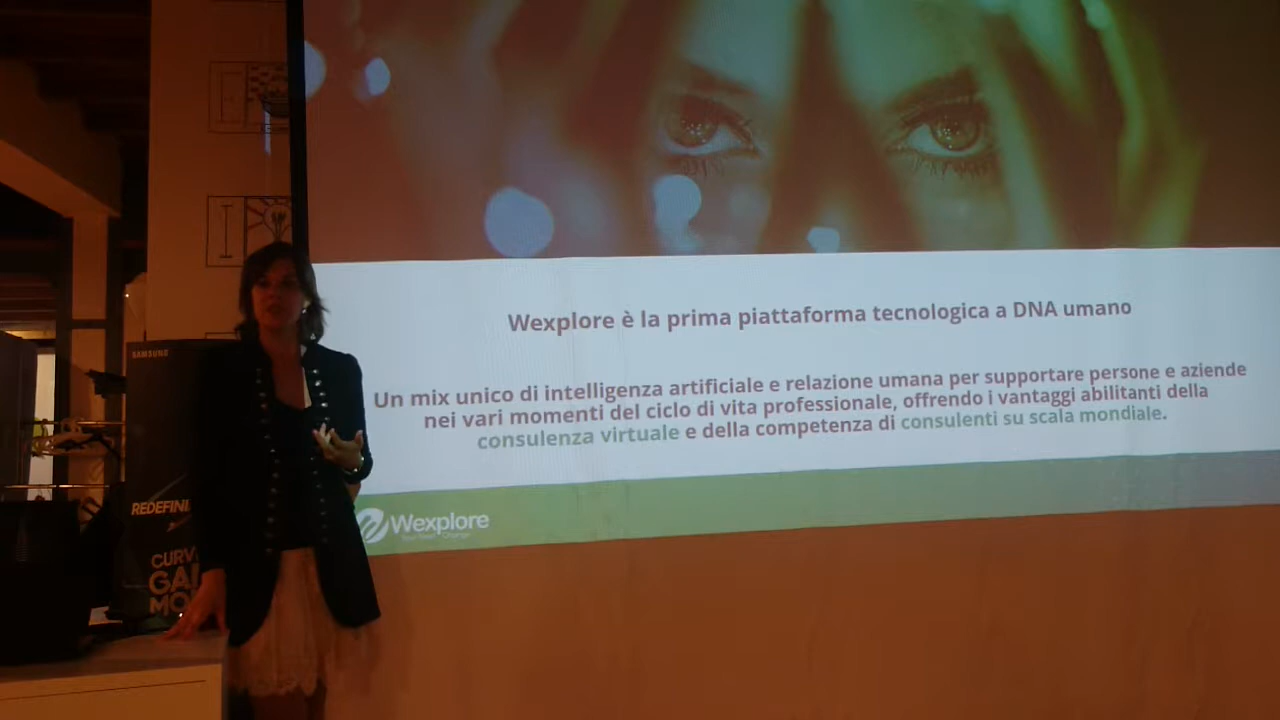 Wexplore è la prima piattaforma tecnologica a DNA umano
Un mix unico di intelligenza artificiale e relazione umana per supportare persone e aziende
nei vari momenti del ciclo di vita professionale, offrendo i vantaggi abilitanti della
consulenza virtuale e della competenza di consulenti su scala mondiale.
Wexplore
SAMSUNG
REDEFINI
CURV
GA
MO